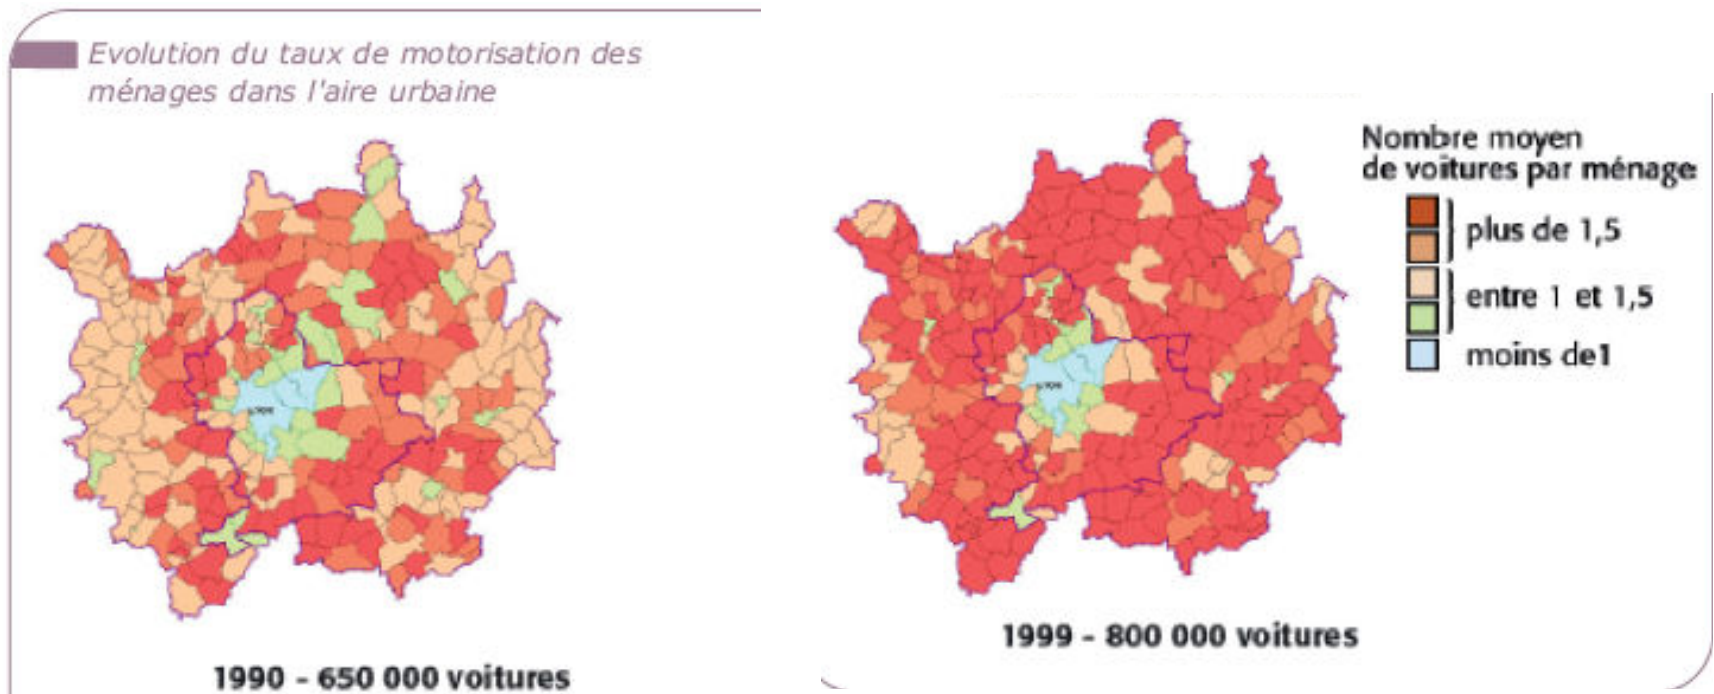 Evolution du taux de motorisation des
ménages dans l'aire urbaine
Nombre moyen
de voitures par ménage
plus de 1,5
entre 1 et 1,5
moins de1
1999 - 800 000 voitures
1990 - 650 000 voitures